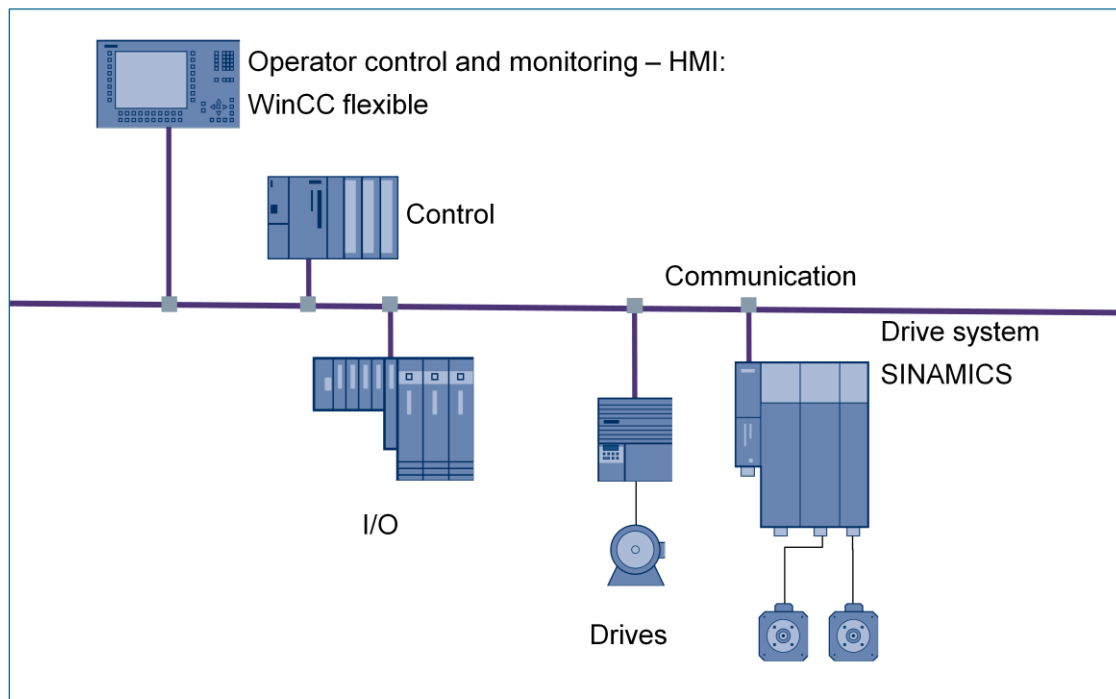 Operator control and monitoring – HMI:
WinCC flexible
Control
Communication
Drive system
SINAMICS
I/O
Drives